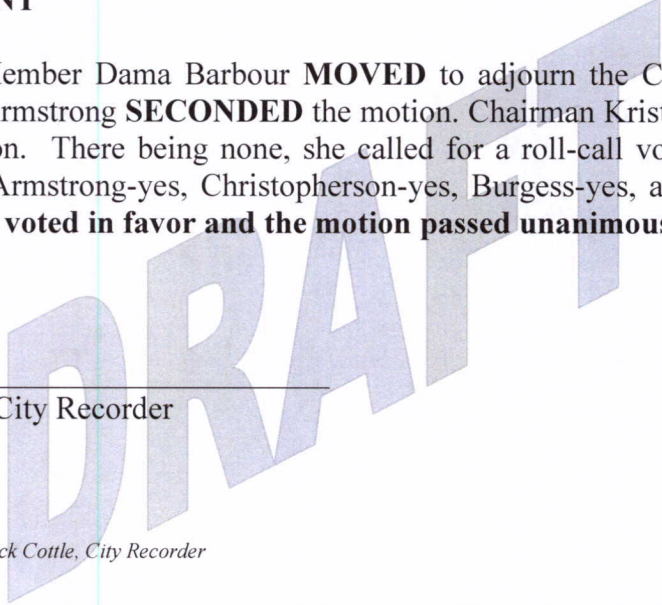 NT
Member Dama Barbour MOVED to adjourn the C
rmstrong SECONDED the motion. Chairman Krist
on. There being none, she called for a roll-call vo
Armstrong-yes, Christopherson-yes, Burgess-yes, a
voted in favor and the motion passed unanimous
City Recorder
ck Cottle, City Recorder
DRAFT